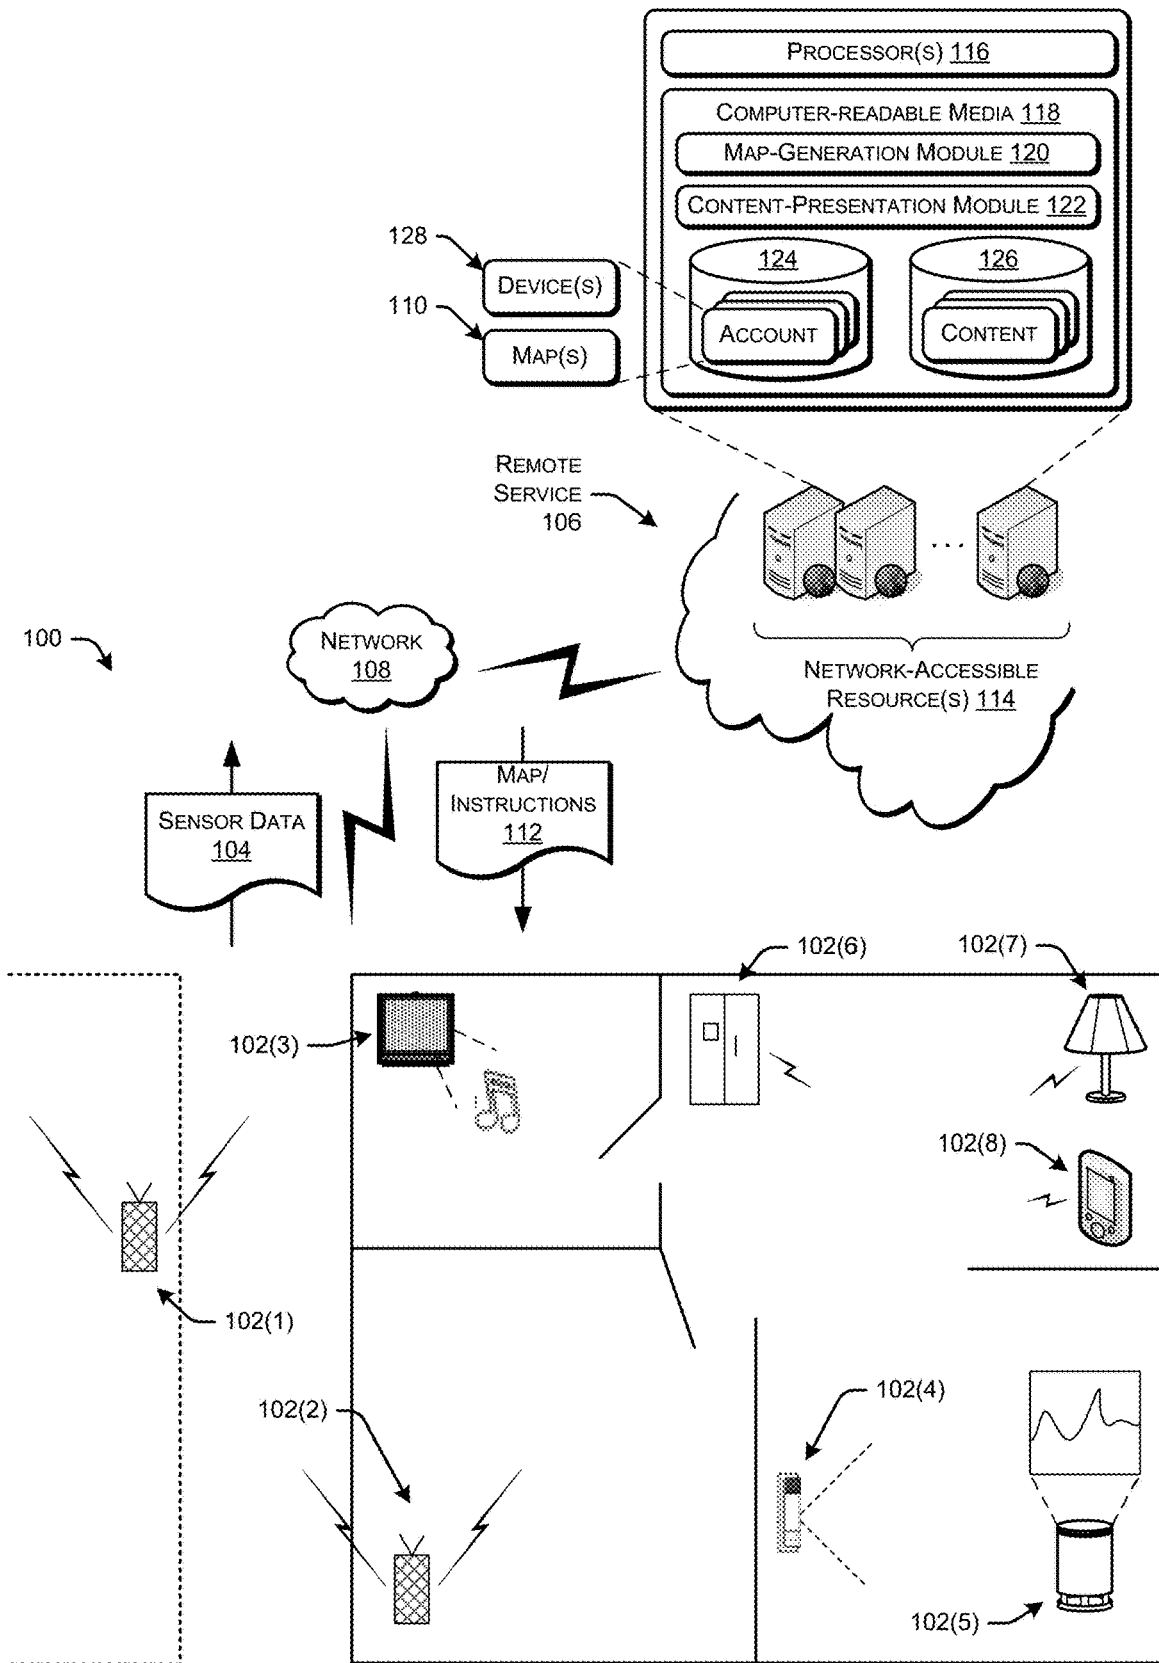 PROCESSOR(S) 116
COMPUTER-READABLE MEDIA 118
MAP-GENERATION MODULE 120
CONTENT-PRESENTATION MODULE 122
124
126
ACCOUNT
CONTENT
128
DEVICE(S)
110
MAP(S)
REMOTE
SERVICE
106
...
NETWORK-ACCESSIBLE
RESOURCE(S) 114
100
NETWORK
108
SENSOR DATA
104
MAP/
INSTRUCTIONS
112
102(6)
102(7)
102(3)
102(8)
102(1)
102(2)
102(4)
102(5)